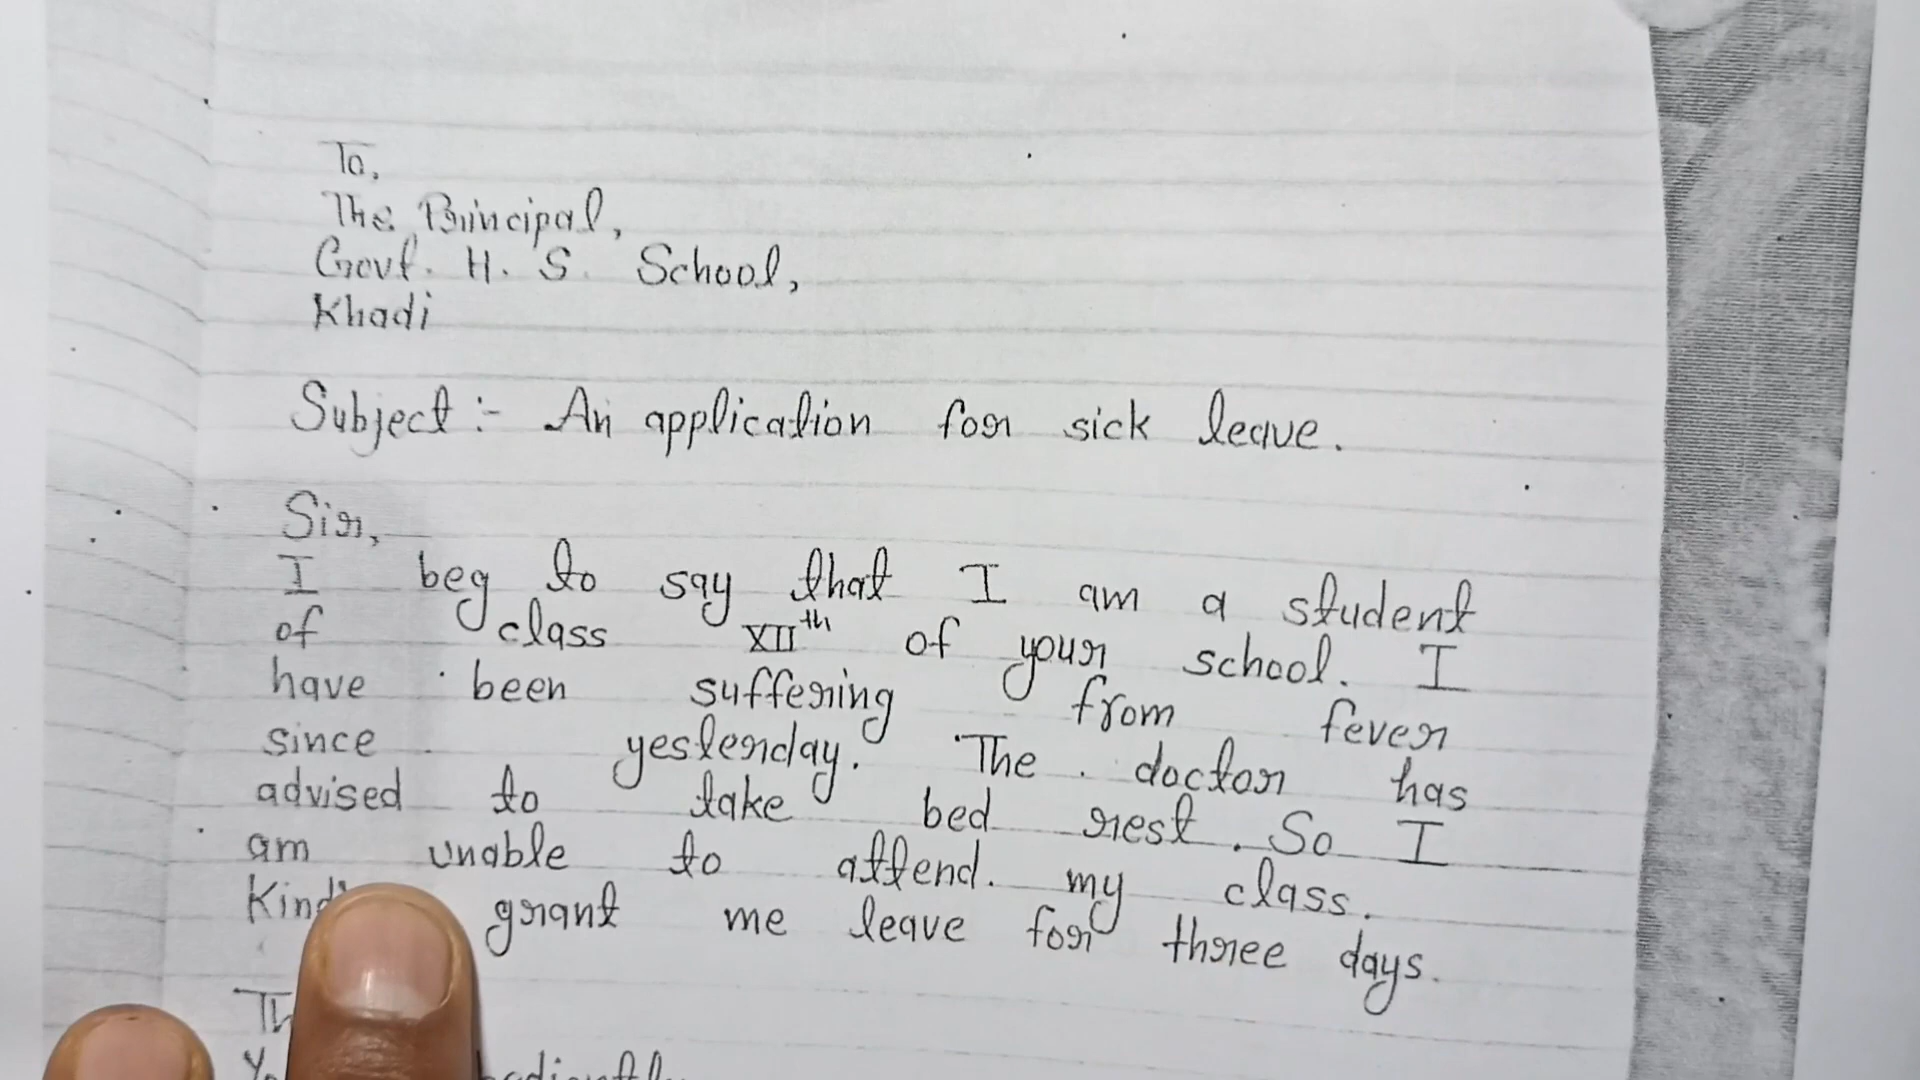 To,
The Principal,
Govt. H. S. School,
Khadi
Subject :- An application for sick leave.
Sir,
I beg to say that I am a student
of class XIIth of your school. I
have been suffering from fever
since yesterday. The doctor has
advised to take bed rest. So I
am unable to attend. my class.
grant me leave for three days.